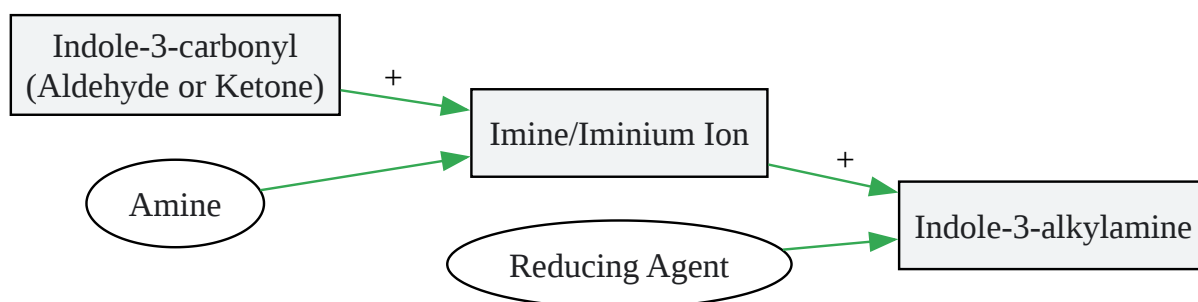 Indole-3-carbonyl
(Aldehyde or Ketone)
+
Amine
Imine/Iminium Ion
+
Reducing Agent
Indole-3-alkylamine